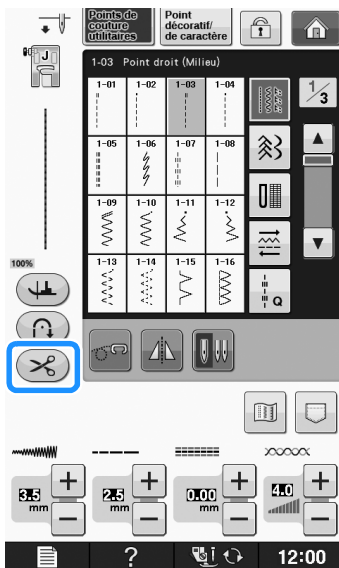 Points de
couture
utilitaires
Point
décoratif/
de caractère
J
1-03 Point droit (Milieu)
1-01 1-02 1-03 1-04
1/3
1-05 1-06 1-07 1-08
1-09 1-10 1-11 1-12
1-13 1-14 1-15 1-16
Q
100%
3.5 mm + −
2.5 mm + −
0.00 mm + −
4.0 + −
?
12:00